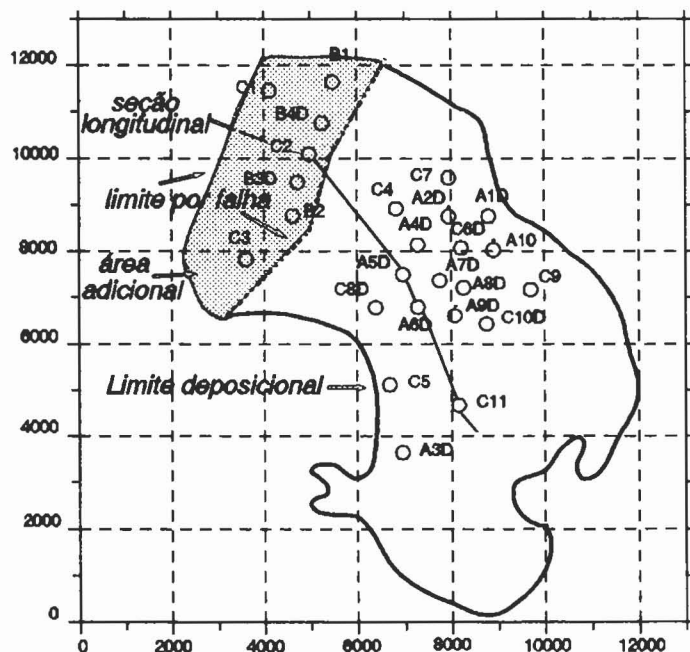 12000
10000
8000
6000
4000
2000
0
B1
C1
seção
longitudinal
B4D
C2
C7
C4
A2D
A1D
B3D
limite por falha
B2
A4D
C6D
A10
C3
área
adicional
A5D
A7D
C8D
A8D
C9
A6D
A9D
C10D
Limite deposicional
C5
C11
A3D
0 2000 4000 6000 8000 10000 12000